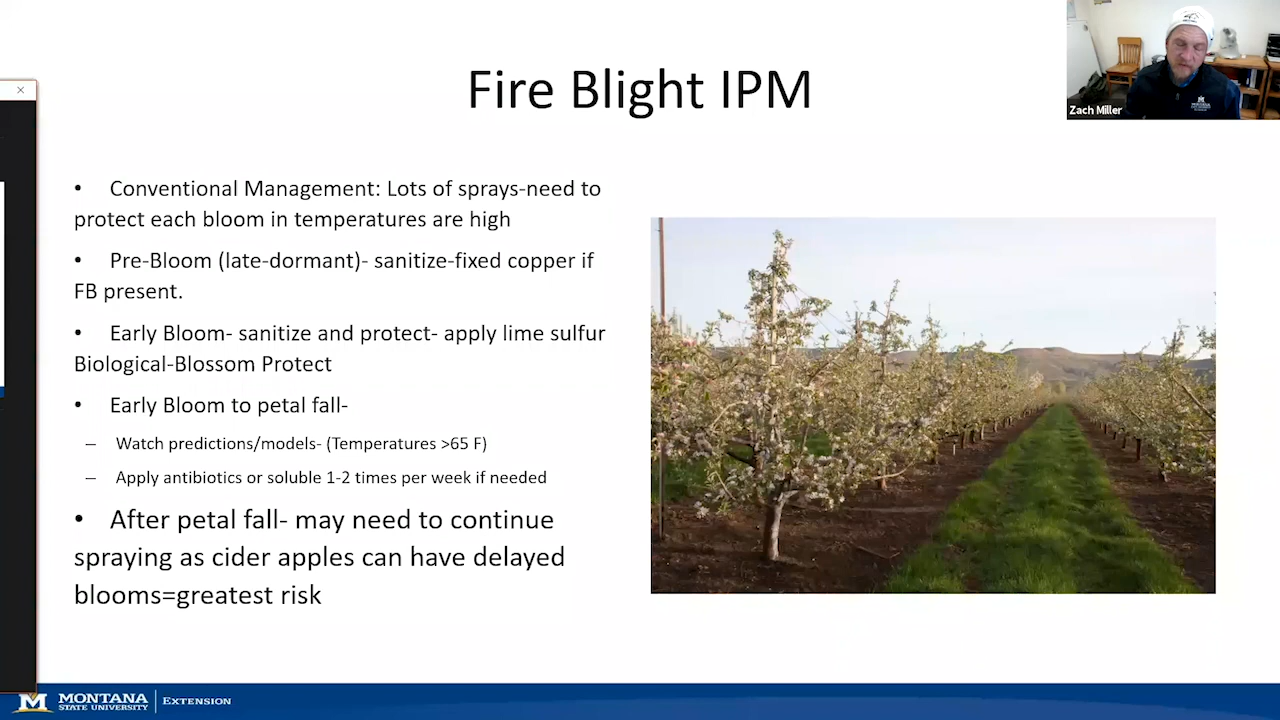 Fire Blight IPM
Zach Miller
MONTANA
• Conventional Management: Lots of sprays-need to
protect each bloom in temperatures are high
• Pre-Bloom (late-dormant)- sanitize-fixed copper if
FB present.
• Early Bloom- sanitize and protect- apply lime sulfur
Biological-Blossom Protect
• Early Bloom to petal fall-
– Watch predictions/models- (Temperatures >65 F)
– Apply antibiotics or soluble 1-2 times per week if needed
• After petal fall- may need to continue
spraying as cider apples can have delayed
blooms=greatest risk
M MONTANA
STATE UNIVERSITY
EXTENSION